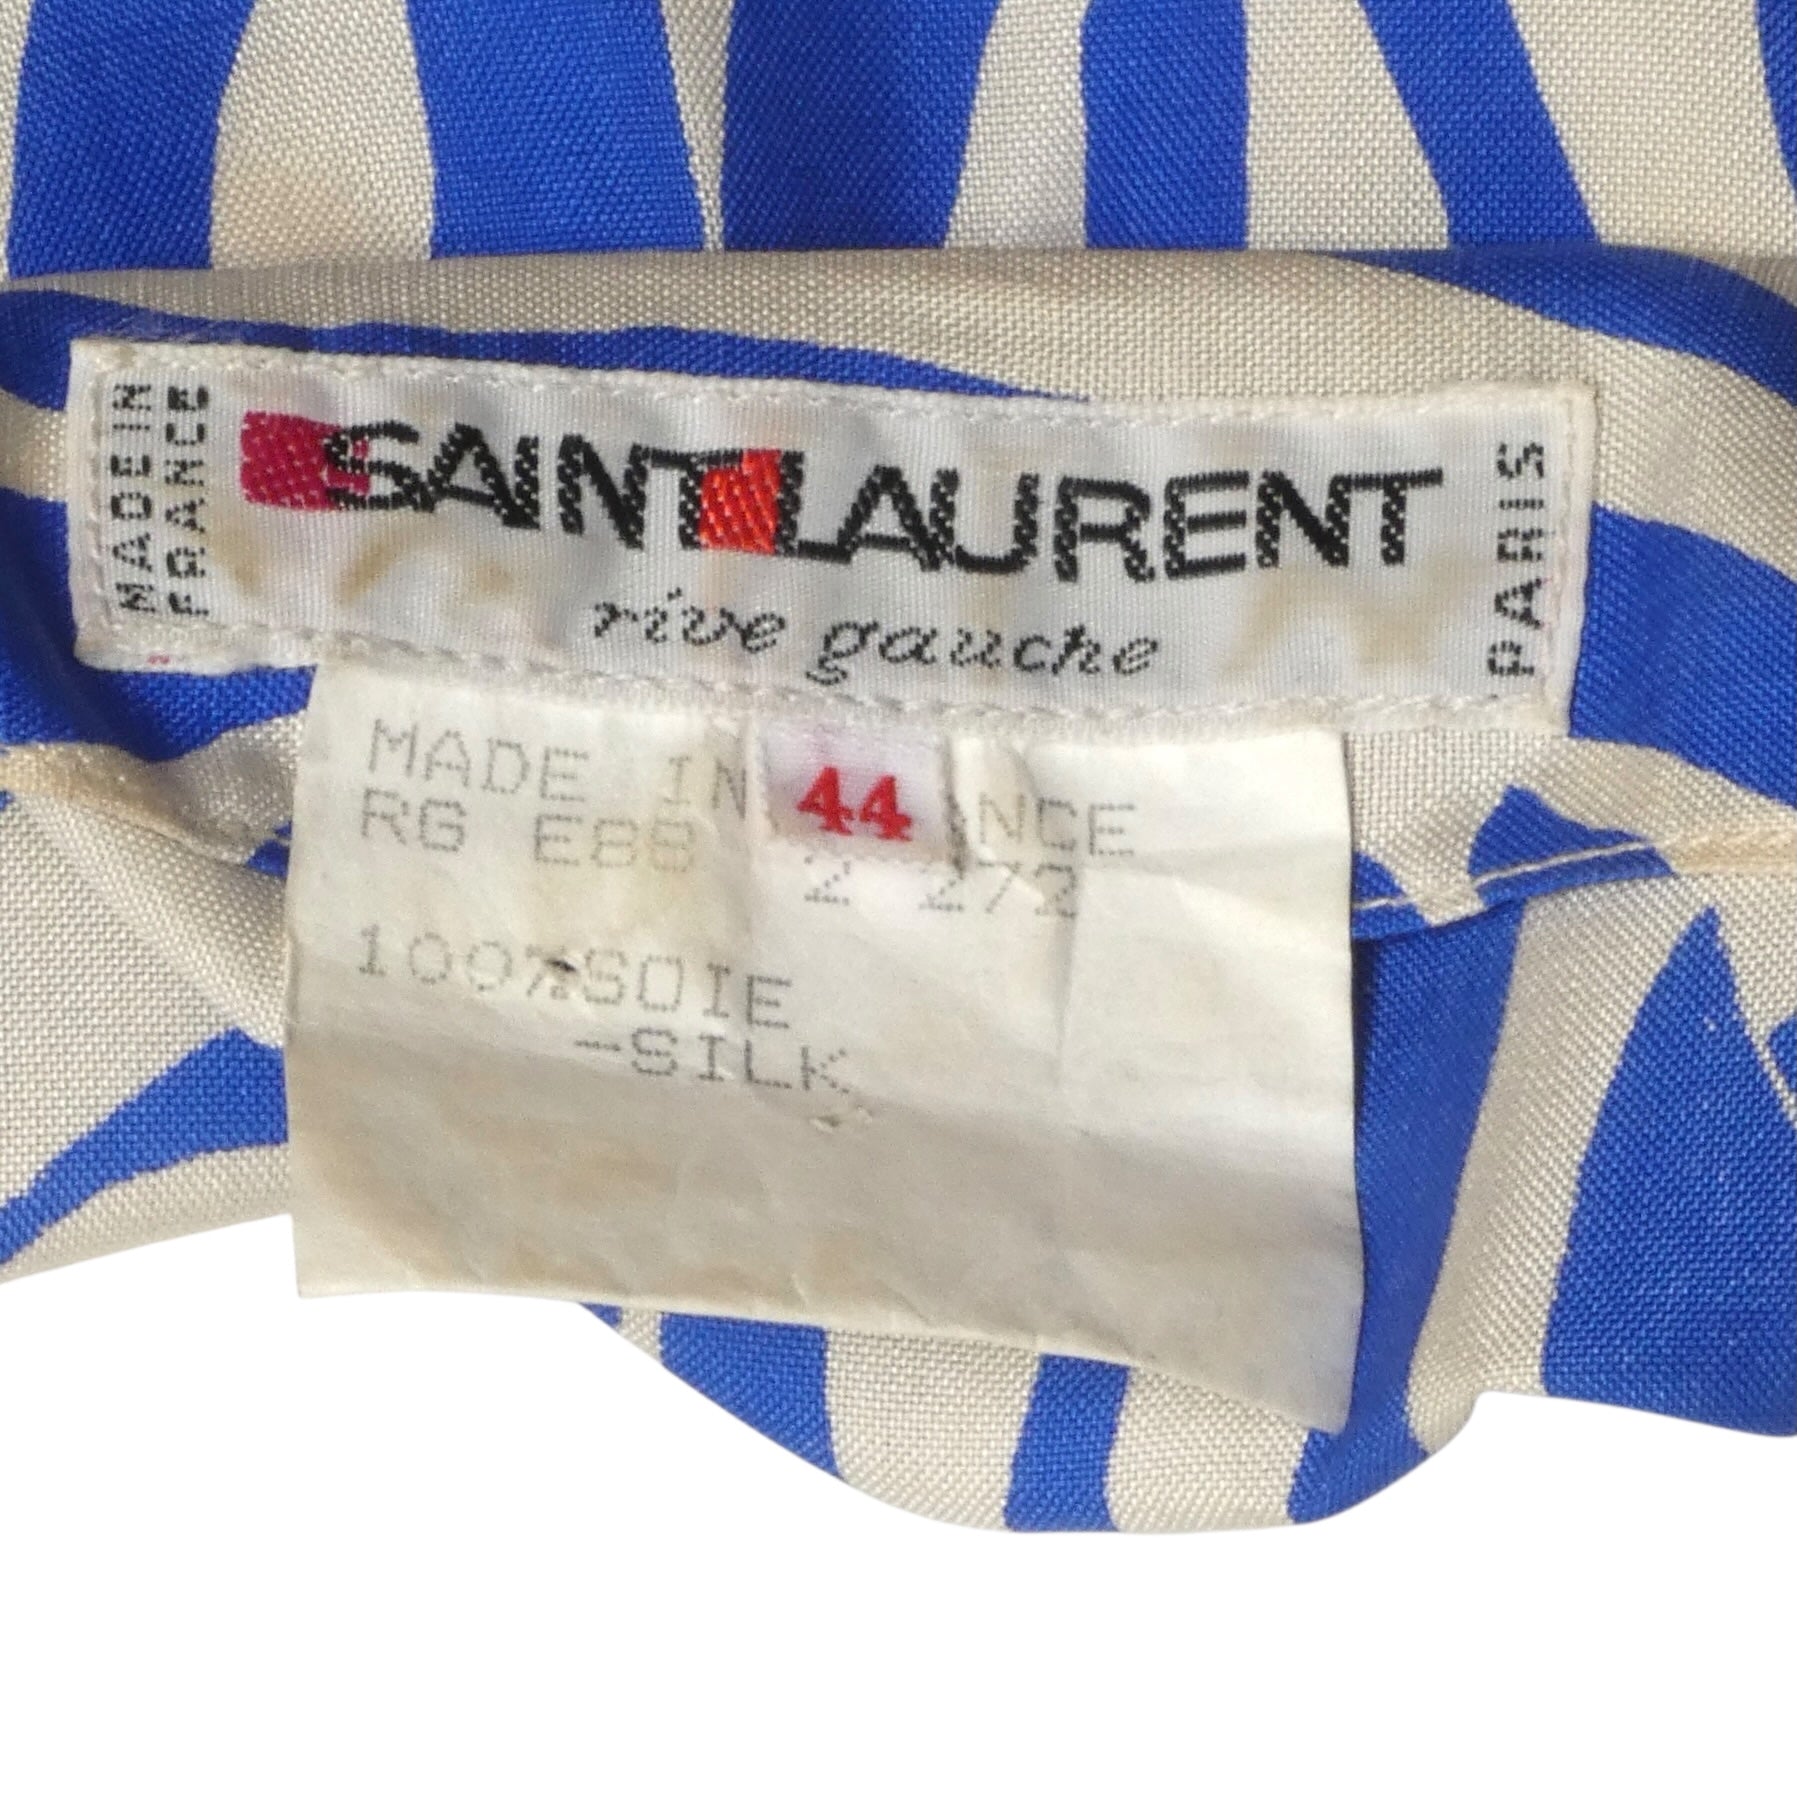 MADE IN
FRANCE
SAINT LAURENT
rive gauche
PARIS
44
MADE IN NCE
RG E88 2 272
100%SOIE
-SILK